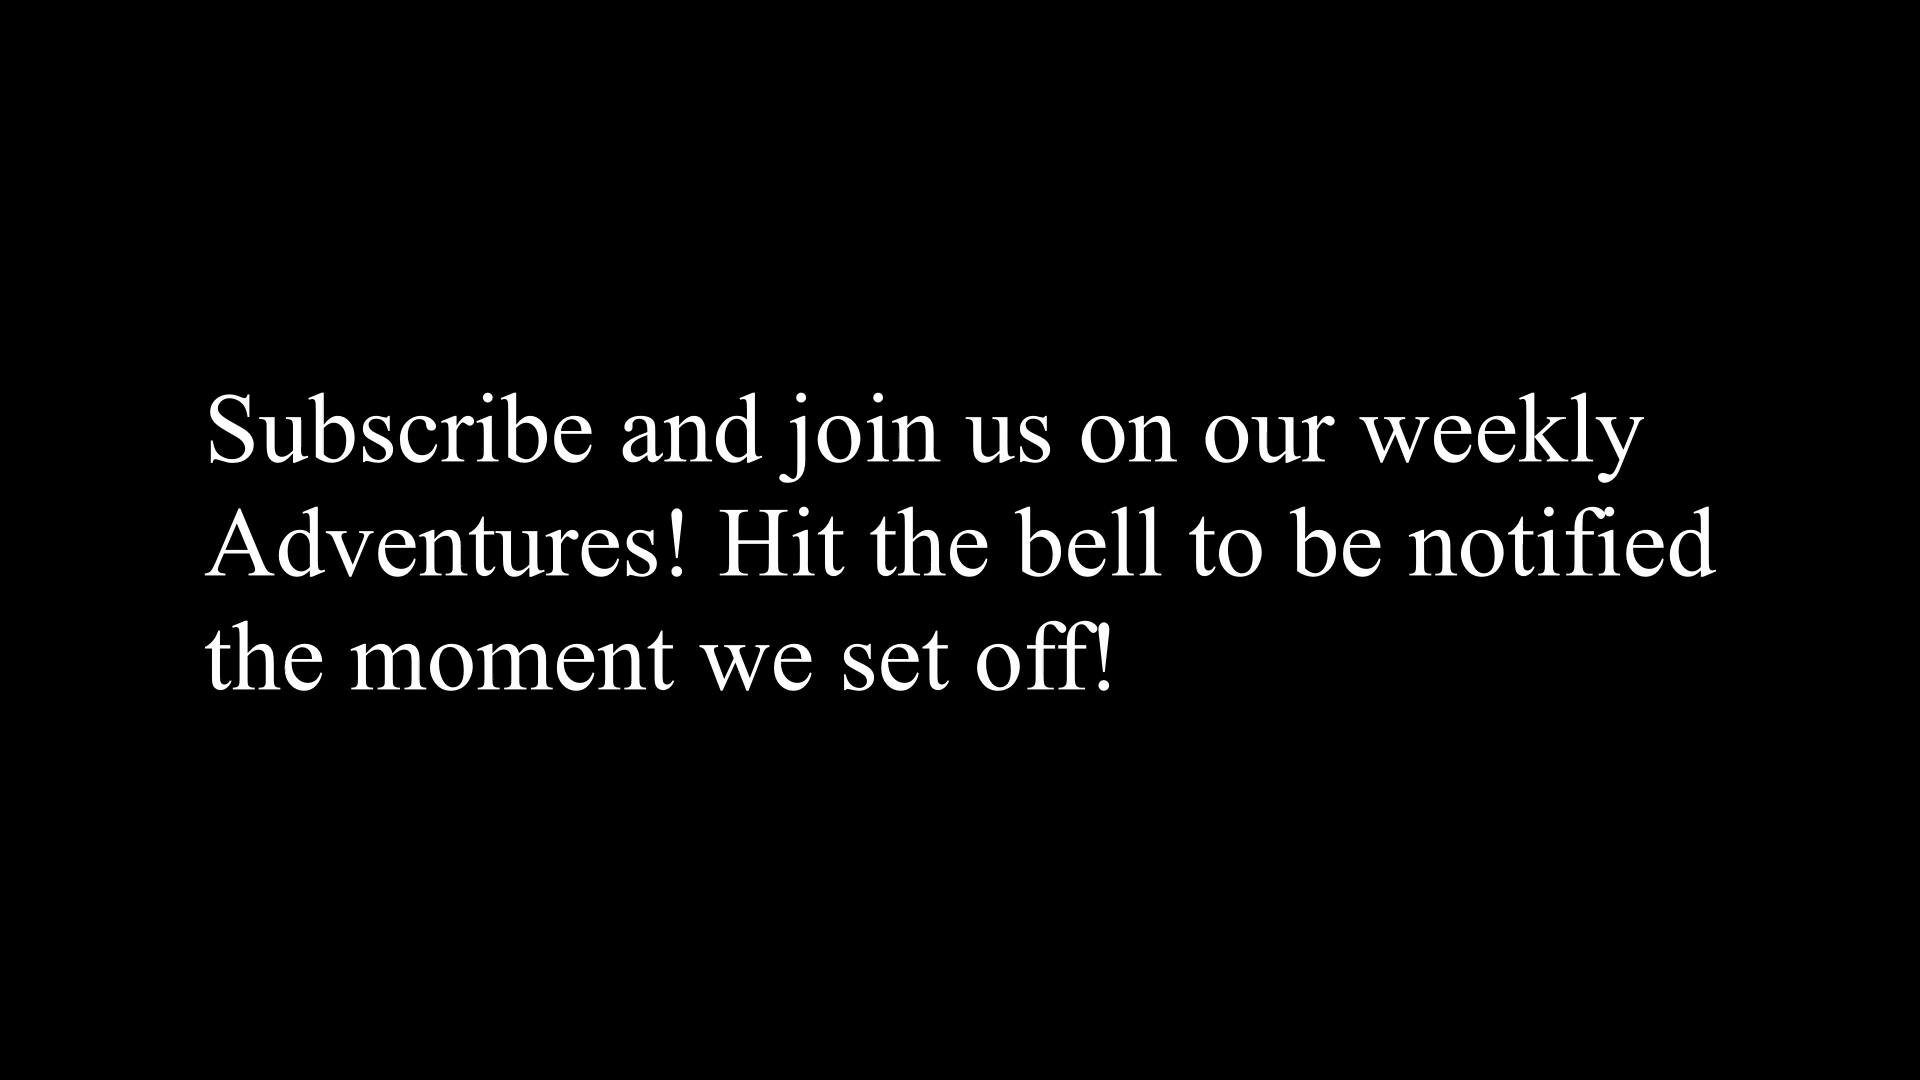 Subscribe and join us on our weekly
Adventures! Hit the bell to be notified
the moment we set off!